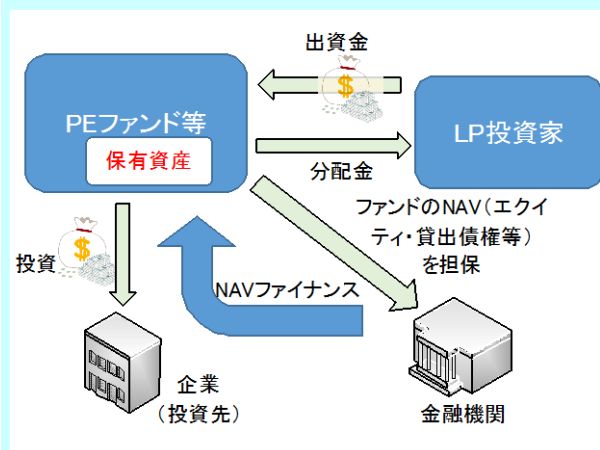 出資金
PEファンド等
保有資産
LP投資家
分配金
ファンドのNAV（エクイ
ティ・貸出債権等）
を担保
投資
NAVファイナンス
企業
（投資先）
金融機関